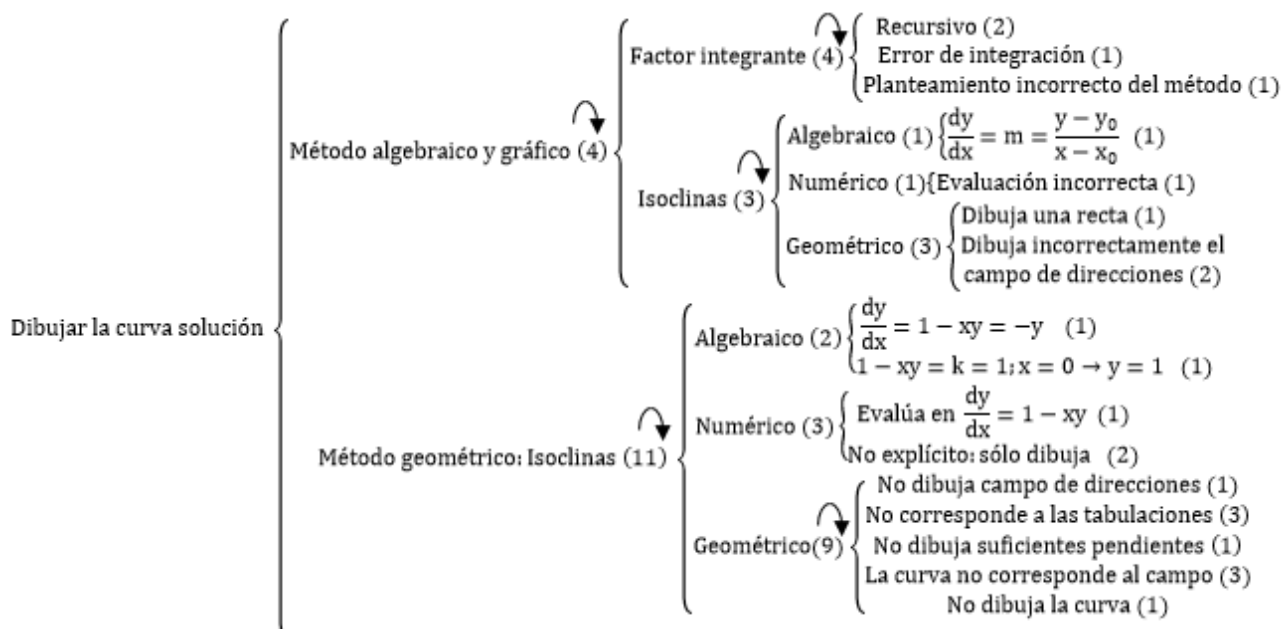 Dibujar la curva solución
Método algebraico y gráfico (4)
Factor integrante (4)
Recursivo (2)
Error de integración (1)
Planteamiento incorrecto del método (1)
Isoclinas (3)
Algebraico (1) {dy/dx = m = (y − y₀)/(x − x₀) (1)
Numérico (1){Evaluación incorrecta (1)
Geométrico (3)
Dibuja una recta (1)
Dibuja incorrectamente el
campo de direcciones (2)
Método geométrico: Isoclinas (11)
Algebraico (2)
dy/dx = 1 − xy = −y (1)
1 − xy = k = 1; x = 0 → y = 1 (1)
Numérico (3)
Evalúa en dy/dx = 1 − xy (1)
No explícito: sólo dibuja (2)
Geométrico(9)
No dibuja campo de direcciones (1)
No corresponde a las tabulaciones (3)
No dibuja suficientes pendientes (1)
La curva no corresponde al campo (3)
No dibuja la curva (1)